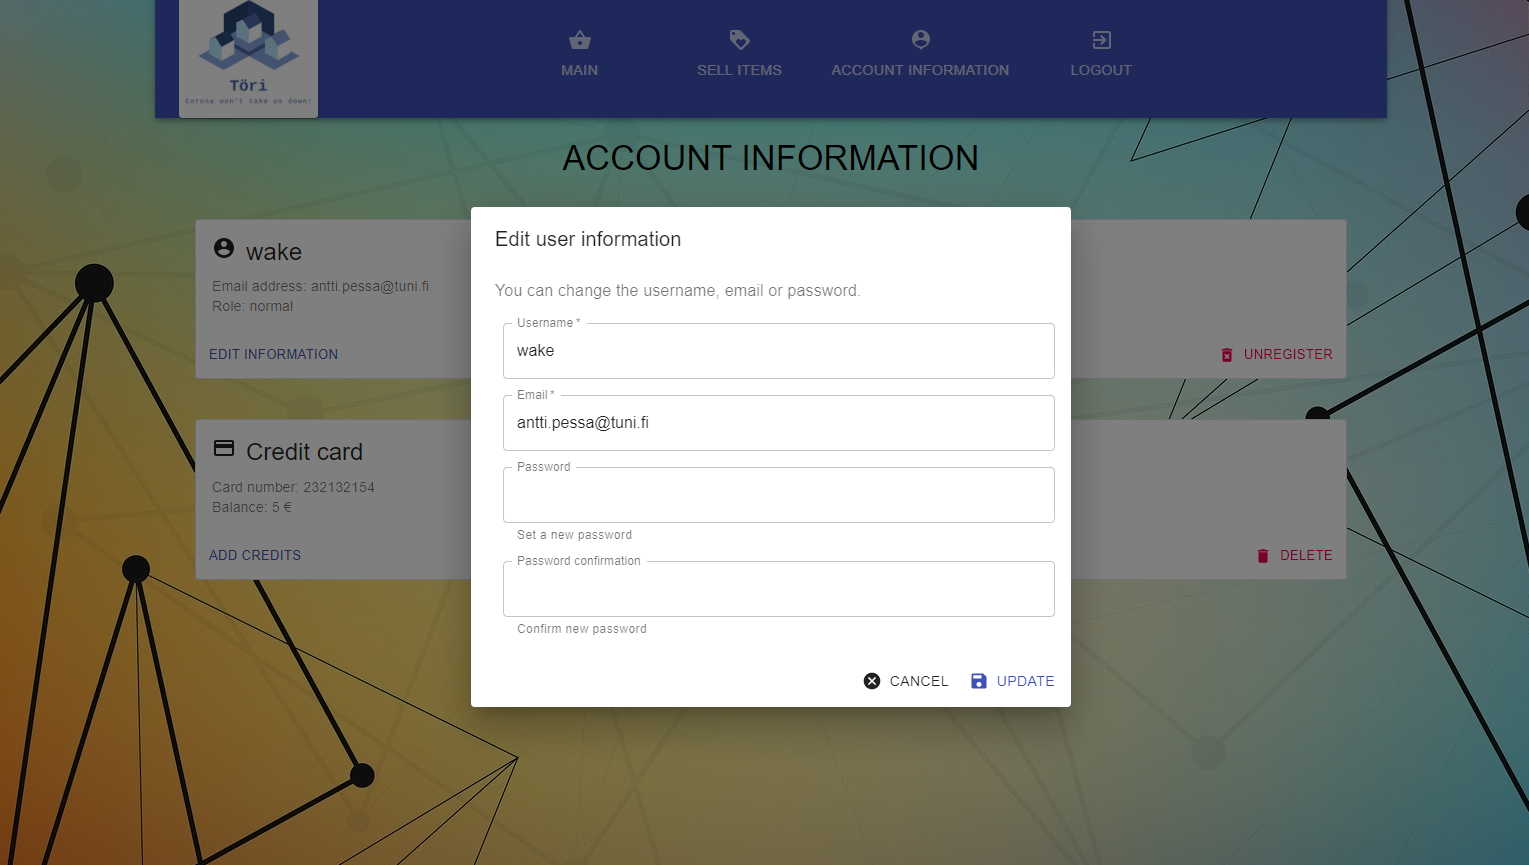 Töri
Corona won't take us down!
MAIN
SELL ITEMS
ACCOUNT INFORMATION
LOGOUT
ACCOUNT INFORMATION
wake
Email address: antti.pessa@tuni.fi
Role: normal
EDIT INFORMATION
UNREGISTER
Credit card
Card number: 232132154
Balance: 5 €
ADD CREDITS
DELETE
Edit user information
You can change the username, email or password.
Username *
wake
Email *
antti.pessa@tuni.fi
Password
Set a new password
Password confirmation
Confirm new password
CANCEL
UPDATE